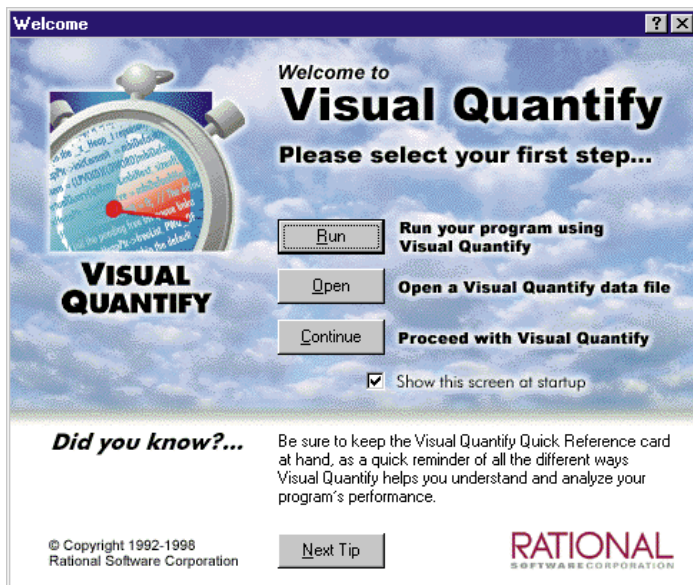 Welcome
Welcome to
Visual Quantify
Please select your first step...
VISUAL
QUANTIFY
Run
Run your program using
Visual Quantify
Open
Open a Visual Quantify data file
Continue
Proceed with Visual Quantify
Show this screen at startup
Did you know?...
Be sure to keep the Visual Quantify Quick Reference card
at hand, as a quick reminder of all the different ways
Visual Quantify helps you understand and analyze your
program's performance.
© Copyright 1992-1998
Rational Software Corporation
Next Tip
RATIONAL
SOFTWARE CORPORATION